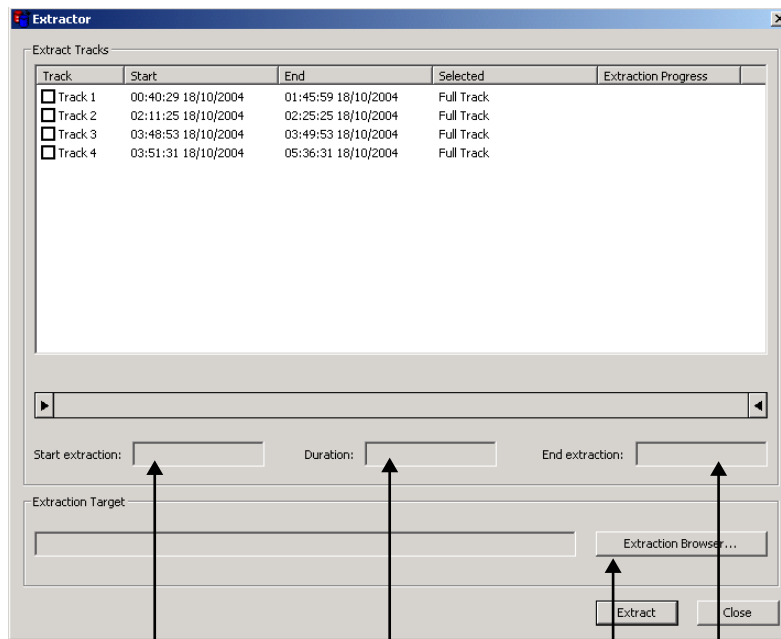 Extractor
Extract Tracks
Track Start End Selected Extraction Progress
Track 1 00:40:29 18/10/2004 01:45:59 18/10/2004 Full Track
Track 2 02:11:25 18/10/2004 02:25:25 18/10/2004 Full Track
Track 3 03:48:53 18/10/2004 03:49:53 18/10/2004 Full Track
Track 4 03:51:31 18/10/2004 05:36:31 18/10/2004 Full Track
Start extraction: Duration: End extraction:
Extraction Target
Extraction Browser...
Extract Close